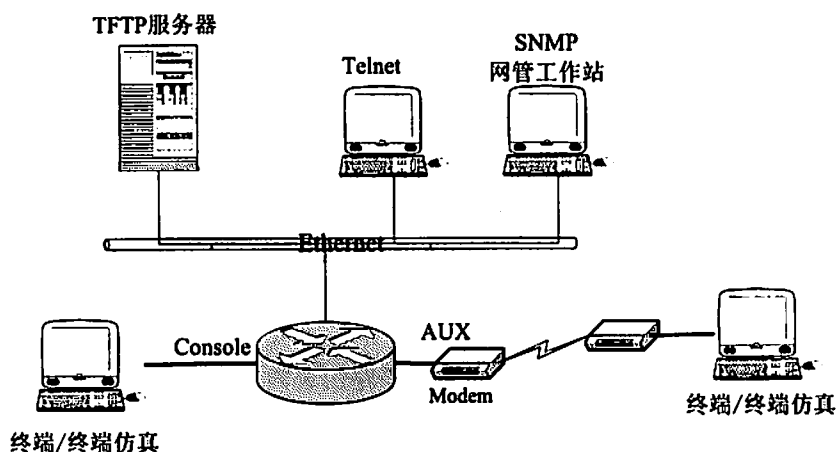 TFTP服务器
Telnet
SNMP
网管工作站
Ethernet
Console
AUX
Modem
终端/终端仿真
终端/终端仿真